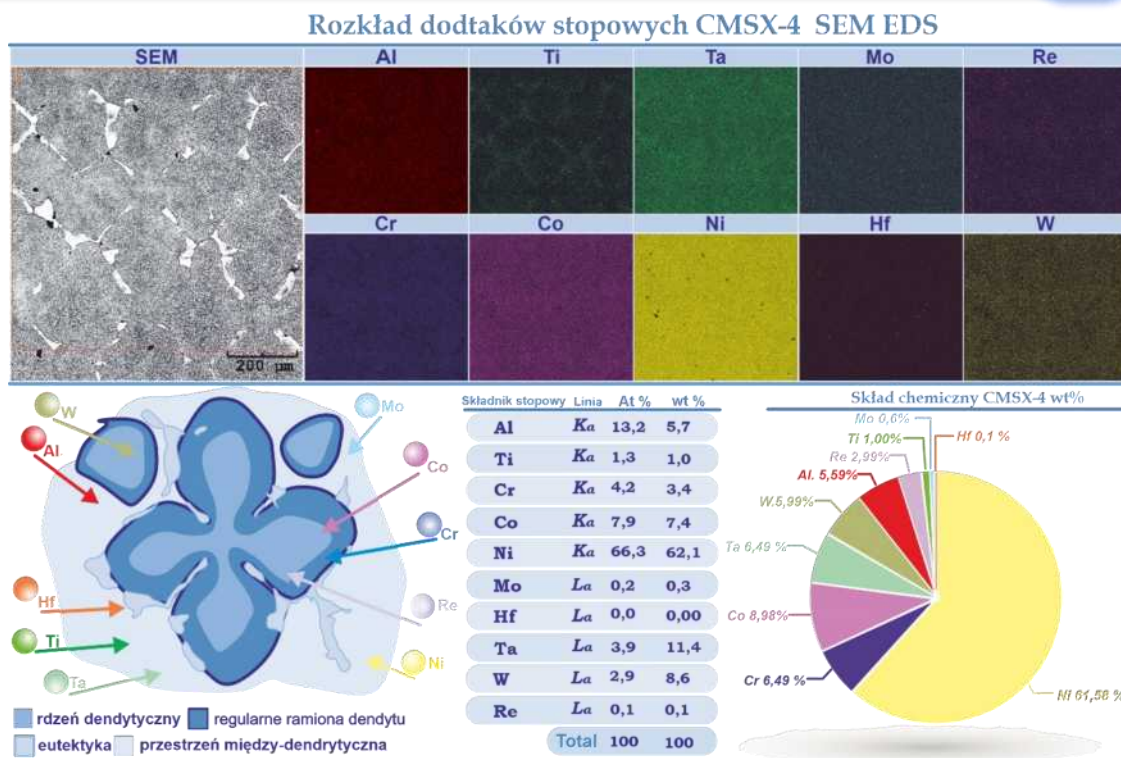 Rozkład dodtaków stopowych CMSX-4 SEM EDS
SEM Al Ti Ta Mo Re
Cr Co Ni Hf W
200 µm
W
Mo
Al
Co
Cr
Hf
Re
Ti
Ta
Ni
rdzeń dendytyczny regularne ramiona dendytu
eutektyka przestrzeń między-dendrytyczna
Składnik stopowy Linia At % wt %
Al Ka 13,2 5,7
Ti Ka 1,3 1,0
Cr Ka 4,2 3,4
Co Ka 7,9 7,4
Ni Ka 66,3 62,1
Mo La 0,2 0,3
Hf La 0,0 0,00
Ta La 3,9 11,4
W La 2,9 8,6
Re La 0,1 0,1
Total 100 100
Skład chemiczny CMSX-4 wt%
Mo 0,6%
Ti 1,00% Hf 0,1 %
Re 2,99%
Al. 5,59%
W.5,99%
Ta 6,49 %
Co 8,98%
Cr 6,49 %
Ni 61,58 %